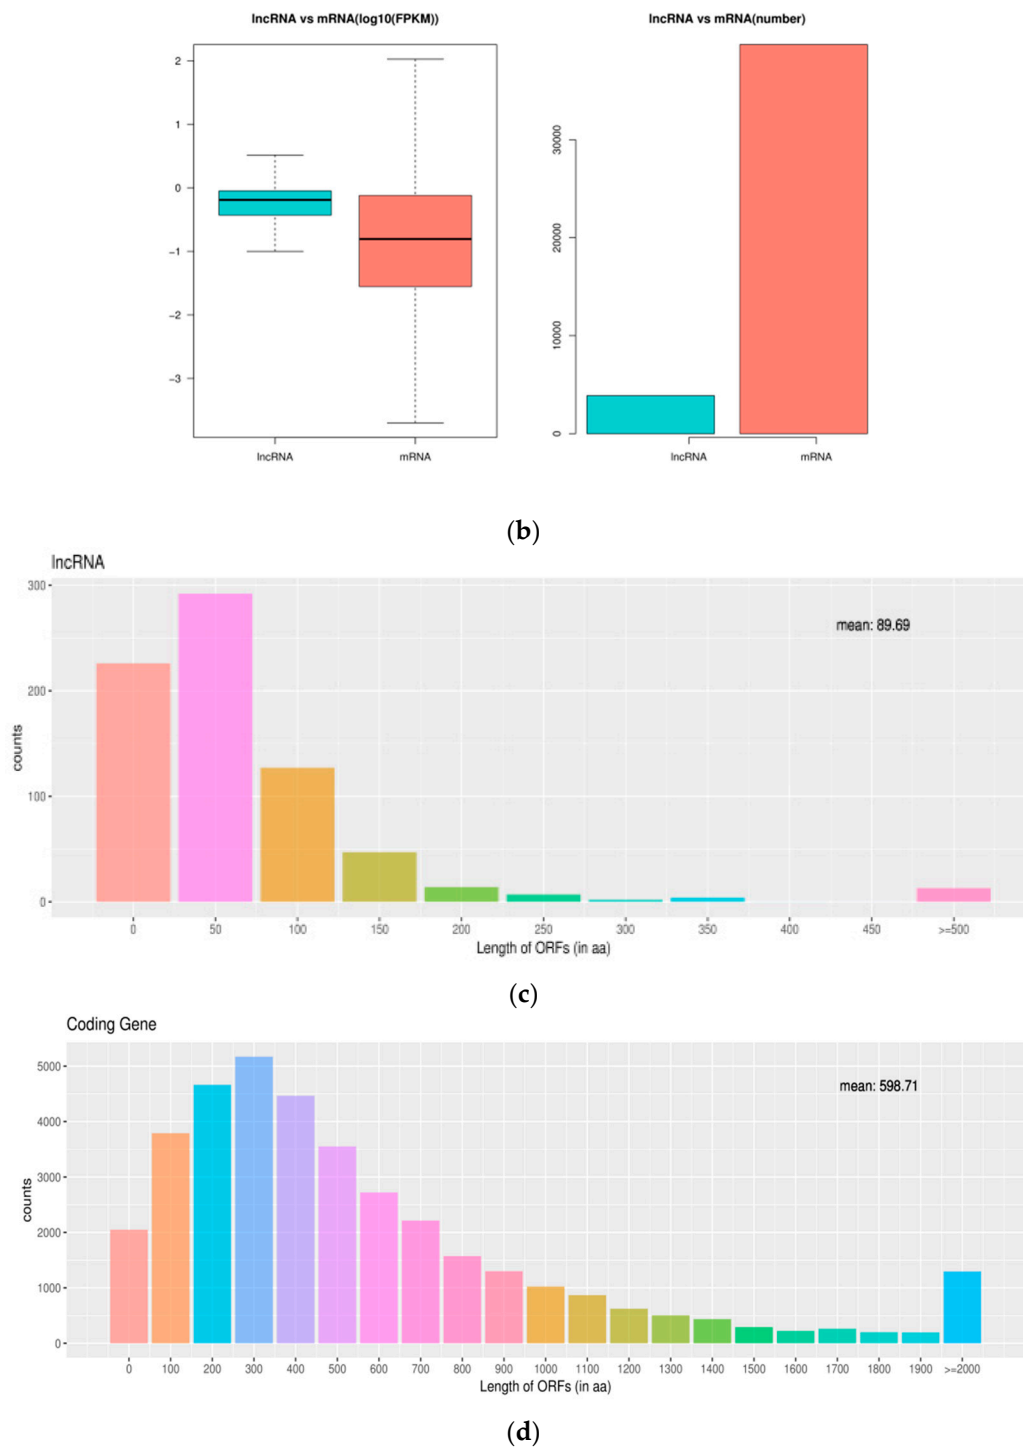 lncRNA vs mRNA(log10(FPKM))
lncRNA vs mRNA(number)
2
1
0
−1
−2
−3
lncRNA
mRNA
30000
20000
10000
0
lncRNA
mRNA
(b)
lncRNA
mean: 89.69
counts
300
200
100
0
0 50 100 150 200 250 300 350 400 450 >=500
Length of ORFs (in aa)
(c)
Coding Gene
mean: 598.71
counts
5000
4000
3000
2000
1000
0
0 100 200 300 400 500 600 700 800 900 1000 1100 1200 1300 1400 1500 1600 1700 1800 1900 >=2000
Length of ORFs (in aa)
(d)